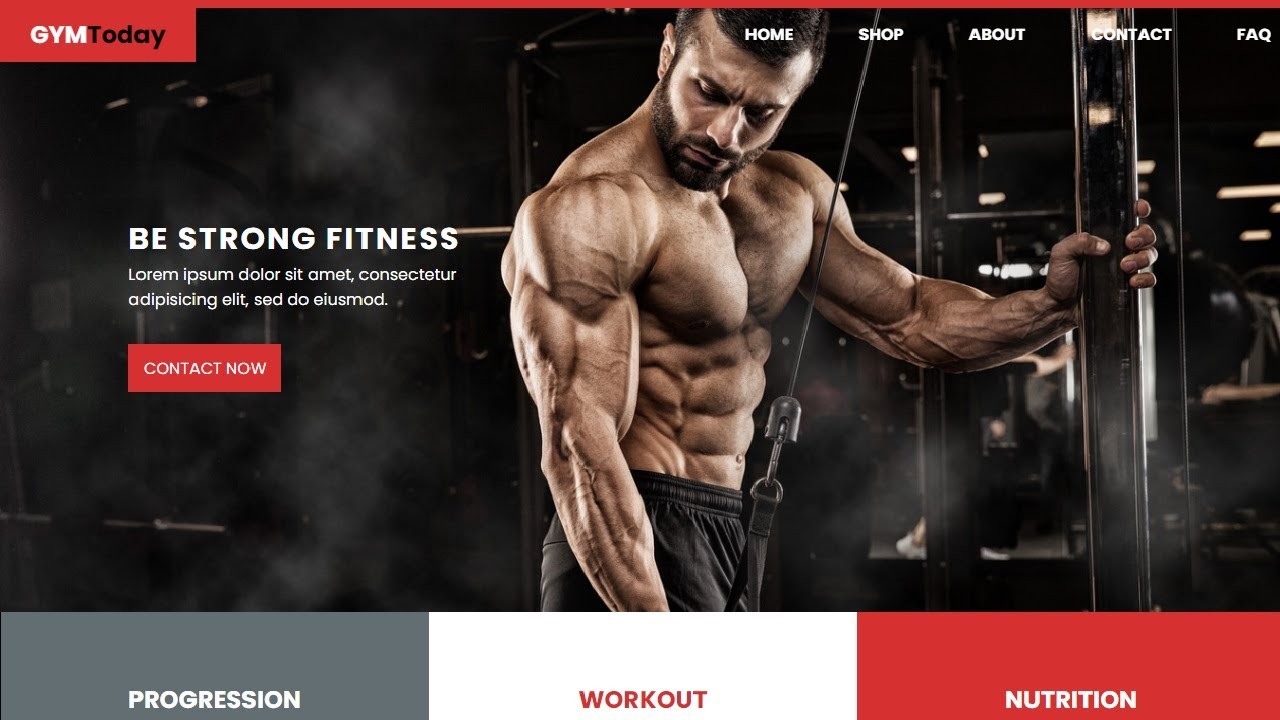 GYMToday
HOME SHOP ABOUT CONTACT FAQ
BE STRONG FITNESS
Lorem ipsum dolor sit amet, consectetur
adipisicing elit, sed do eiusmod.
CONTACT NOW
PROGRESSION WORKOUT NUTRITION